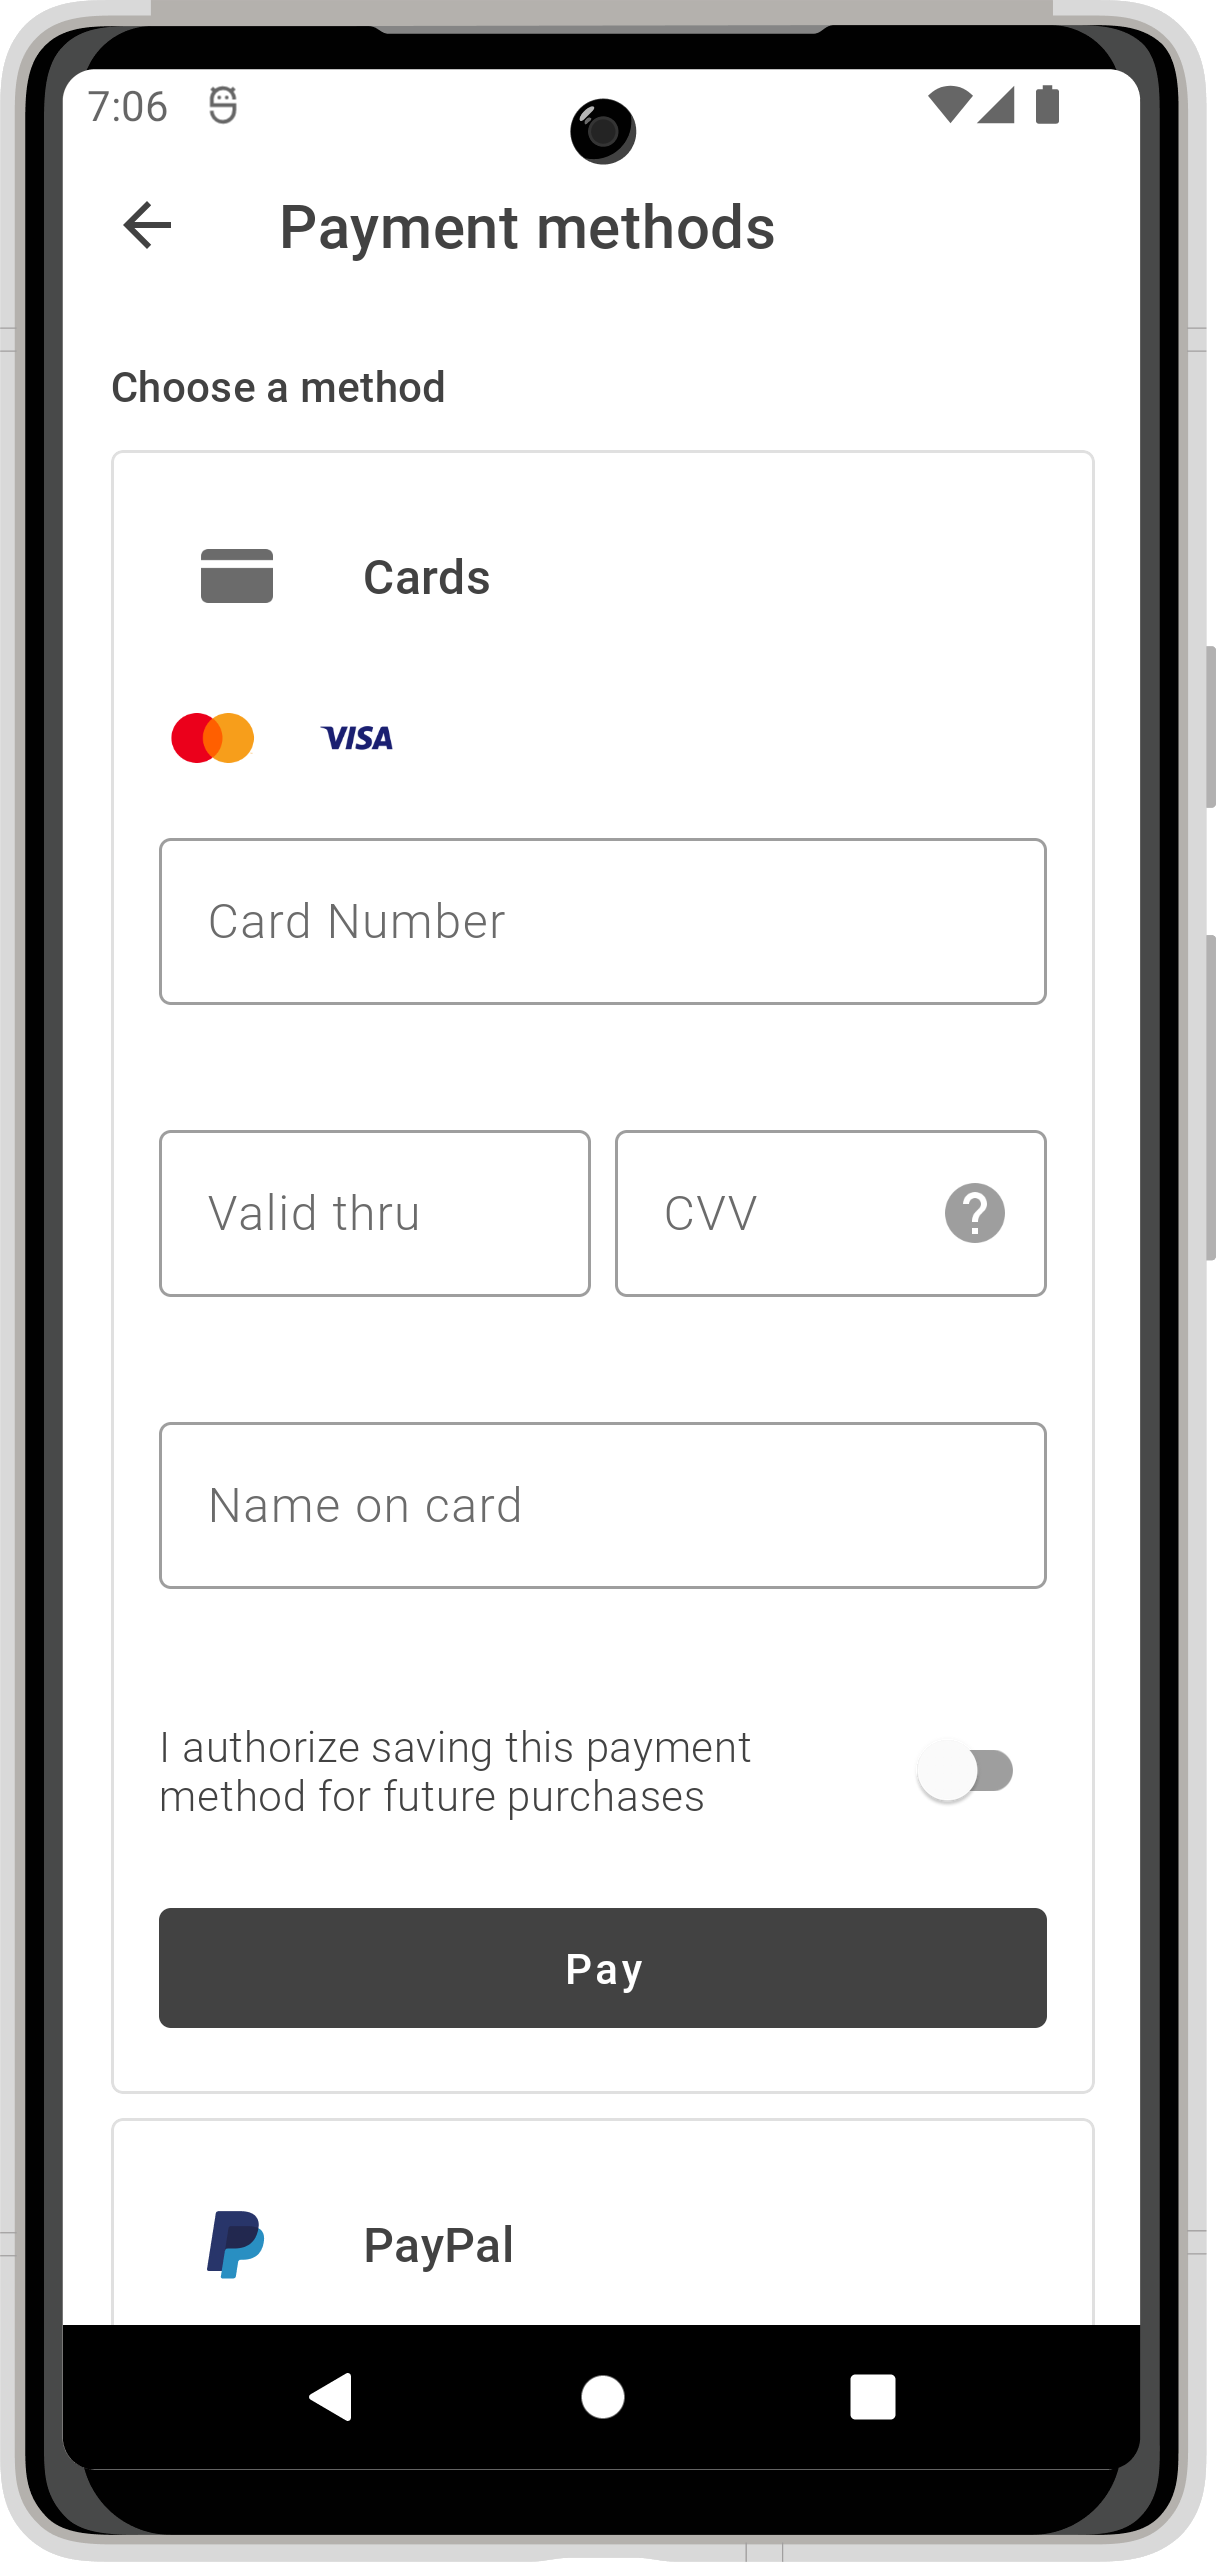 7:06
Payment methods
Choose a method
Cards
VISA
Card Number
Valid thru
CVV
Name on card
I authorize saving this payment
method for future purchases
Pay
PayPal